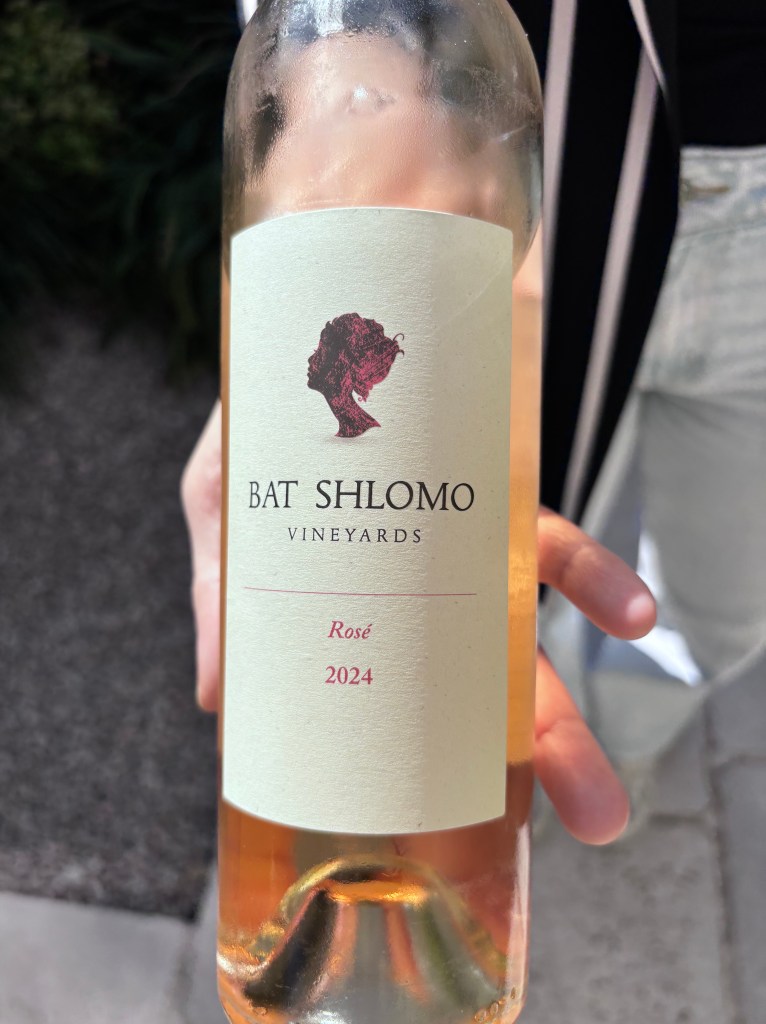 BAT SHLOMO
VINEYARDS
Rosé
2024